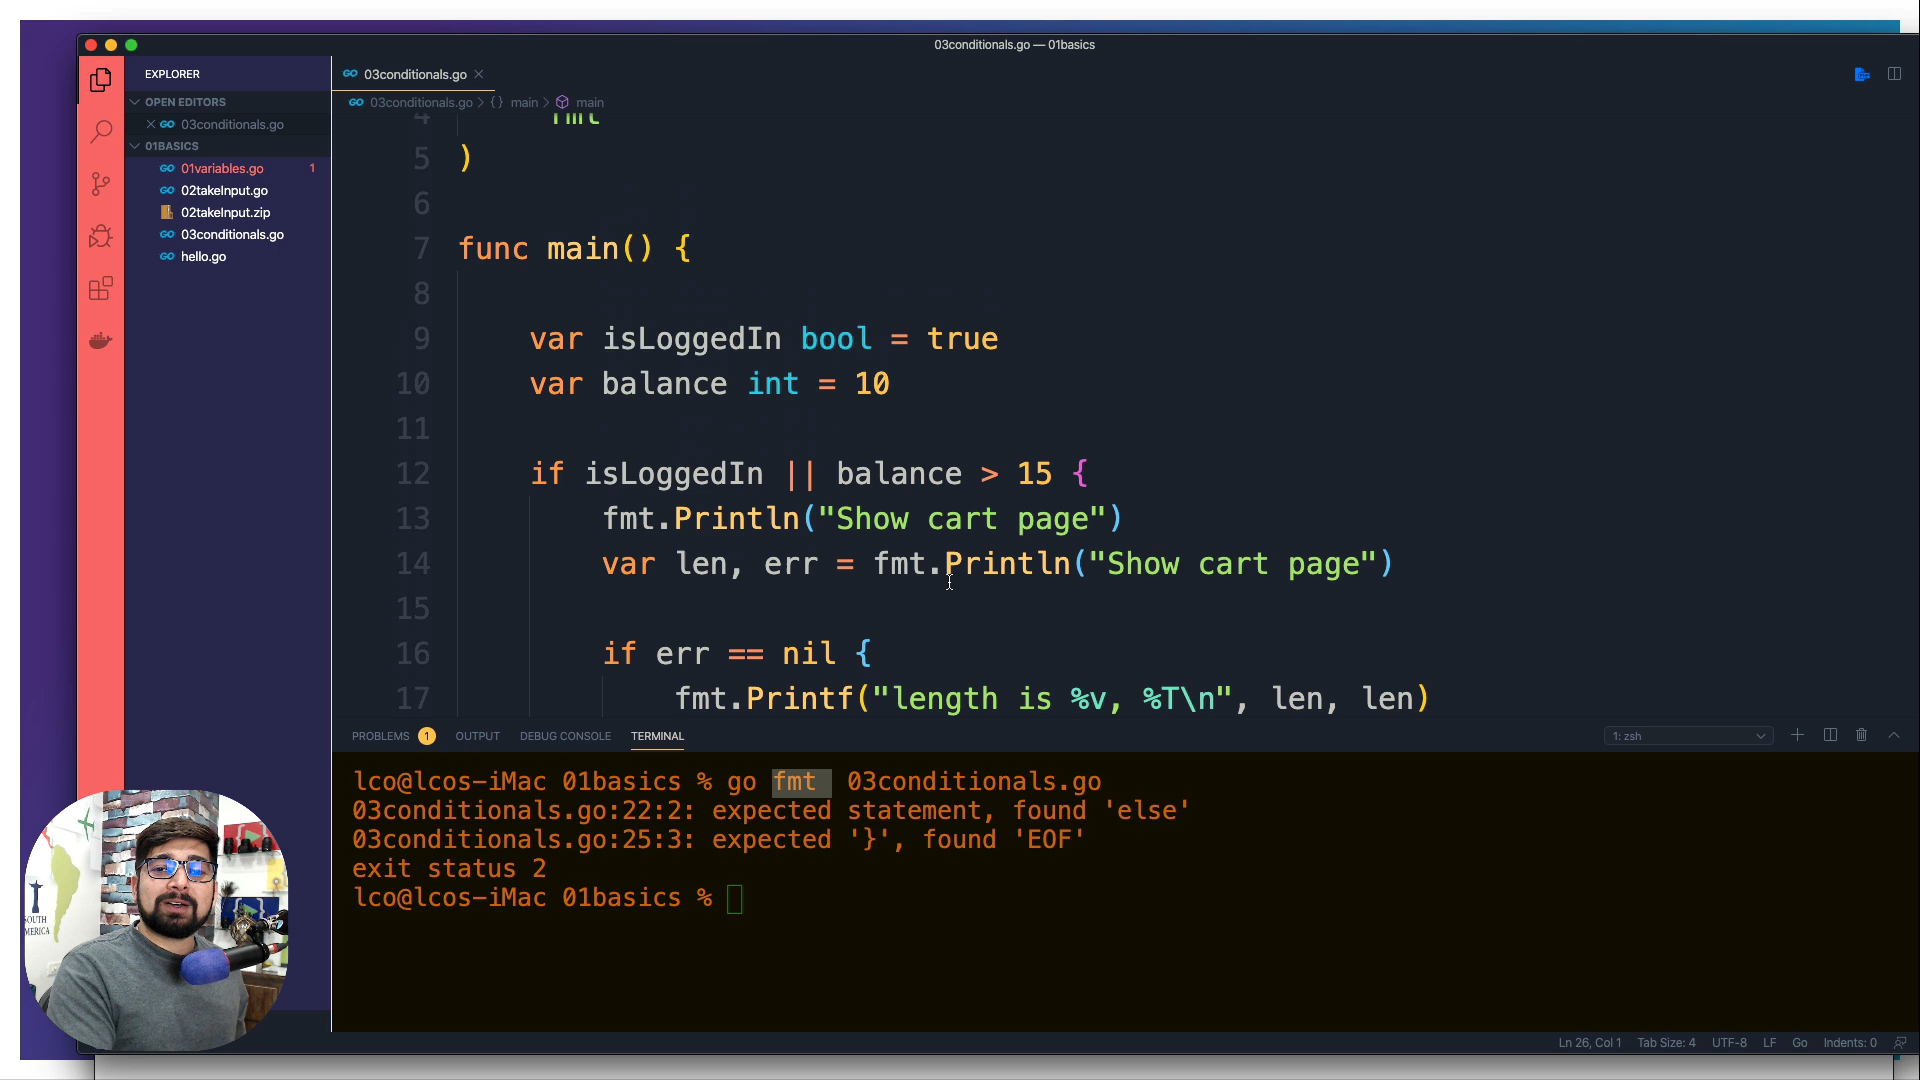 03conditionals.go — 01basics
EXPLORER
OPEN EDITORS
03conditionals.go
01BASICS
01variables.go 1
02takeInput.go
02takeInput.zip
03conditionals.go
hello.go
03conditionals.go
03conditionals.go > {} main > main
4 fmt
5 )
6
7 func main() {
8
9 var isLoggedIn bool = true
10 var balance int = 10
11
12 if isLoggedIn || balance > 15 {
13 fmt.Println("Show cart page")
14 var len, err = fmt.Println("Show cart page")
15
16 if err == nil {
17 fmt.Printf("length is %v, %T\n", len, len)
PROBLEMS 1 OUTPUT DEBUG CONSOLE TERMINAL 1: zsh
lco@lcos-iMac 01basics % go fmt 03conditionals.go
03conditionals.go:22:2: expected statement, found 'else'
03conditionals.go:25:3: expected '}', found 'EOF'
exit status 2
lco@lcos-iMac 01basics %
Ln 26, Col 1 Tab Size: 4 UTF-8 LF Go Indents: 0